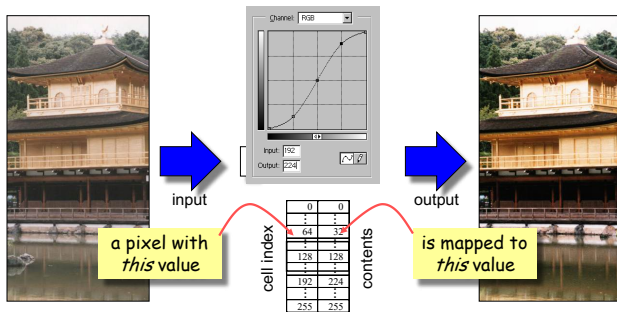 Channel: RGB
Input: 192
Output: 224
input
output
a pixel with
this value
is mapped to
this value
cell index
contents
0 0
64 32
128 128
192 224
255 255